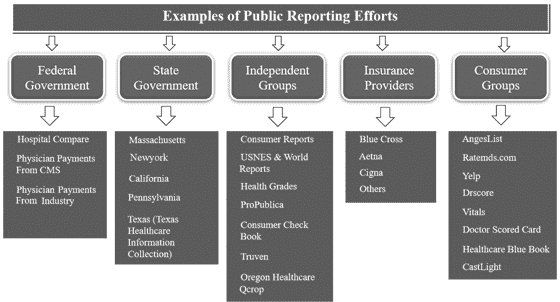 Examples of Public Reporting Efforts
Federal
Government
State
Government
Independent
Groups
Insurance
Providers
Consumer
Groups
Hospital Compare
Physician Payments
From CMS
Physician Payments
From Industry
Massachusetts
Newyork
California
Pennsylvania
Texas (Texas
Healthcare
Information
Collection)
Consumer Reports
USNES & World
Reports
Health Grades
ProPublica
Consumer Check
Book
Truven
Oregon Healthcare
Qcrop
Blue Cross
Aetna
Cigna
Others
AngesList
Ratemds.com
Yelp
Drscore
Vitals
Doctor Scored Card
Healthcare Blue Book
CastLight